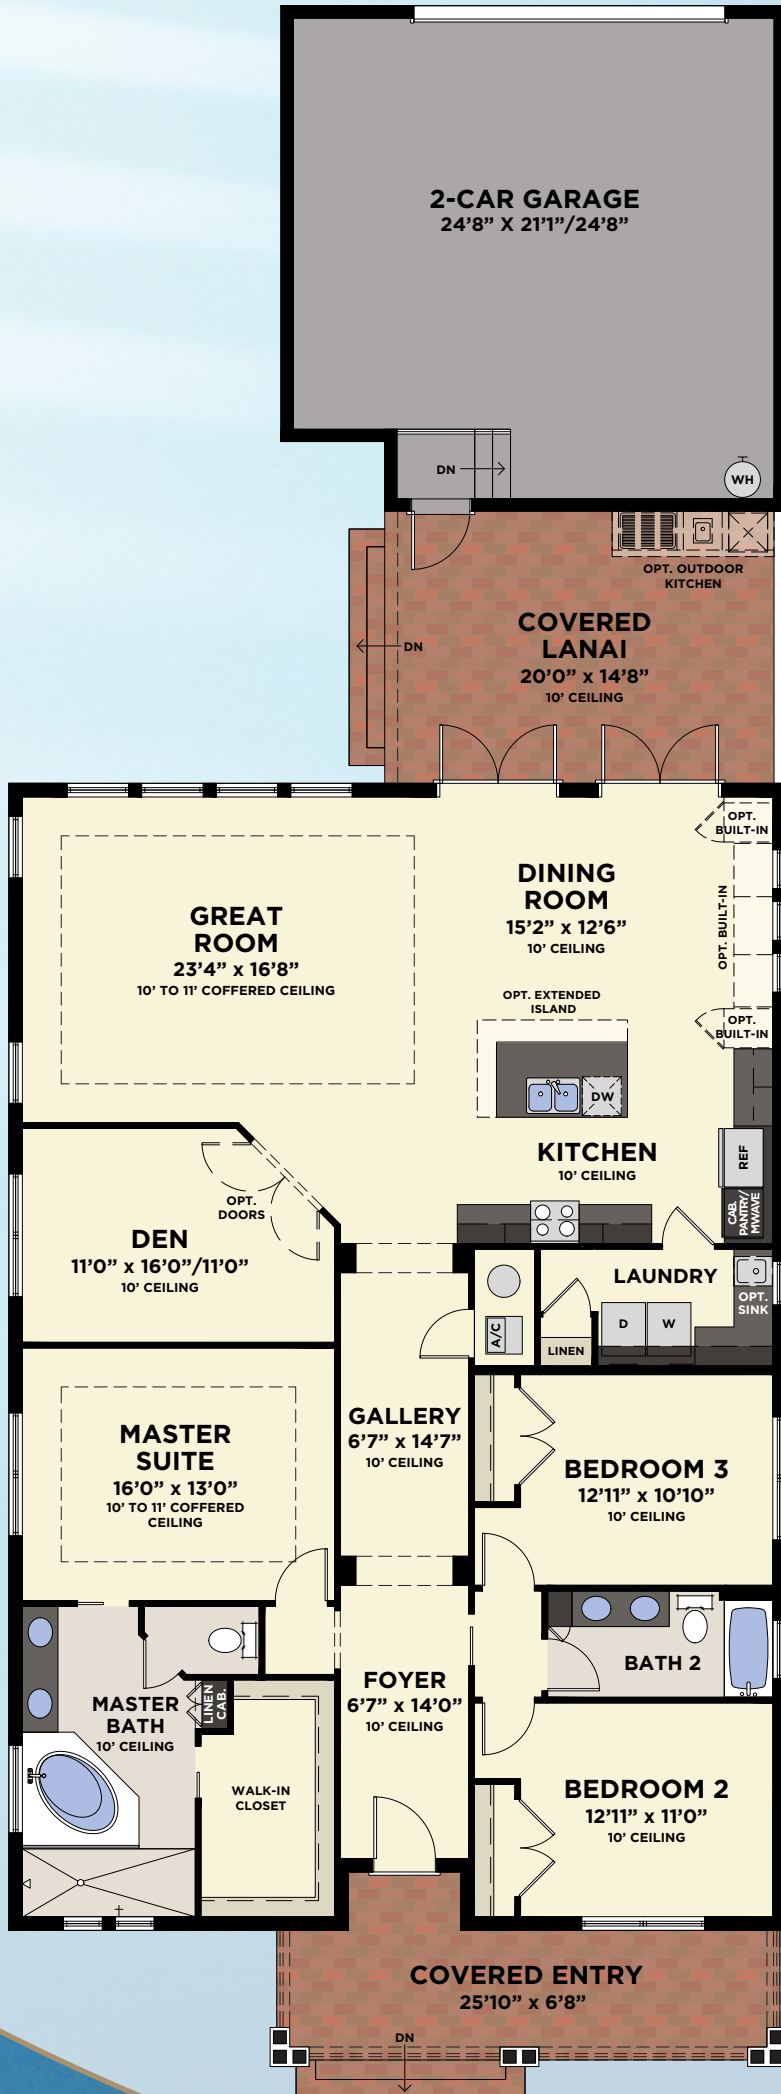 2-CAR GARAGE
24'8" X 21'1"/24'8"
DN
WH
OPT. OUTDOOR
KITCHEN
COVERED
LANAI
20'0" x 14'8"
10' CEILING
DN
OPT.
BUILT-IN
DINING
ROOM
15'2" x 12'6"
10' CEILING
OPT. BUILT-IN
GREAT
ROOM
23'4" x 16'8"
10' TO 11' COFFERED CEILING
OPT. EXTENDED
ISLAND
OPT.
BUILT-IN
DW
KITCHEN
10' CEILING
REF
CAB.
PANTRY/
MWAVE
OPT.
DOORS
DEN
11'0" x 16'0"/11'0"
10' CEILING
LAUNDRY
OPT.
SINK
A/C
D
W
LINEN
GALLERY
6'7" x 14'7"
10' CEILING
MASTER
SUITE
16'0" x 13'0"
10' TO 11' COFFERED
CEILING
BEDROOM 3
12'11" x 10'10"
10' CEILING
BATH 2
FOYER
6'7" x 14'0"
10' CEILING
LINEN
CAB.
MASTER
BATH
10' CEILING
WALK-IN
CLOSET
BEDROOM 2
12'11" x 11'0"
10' CEILING
COVERED ENTRY
25'10" x 6'8"
DN